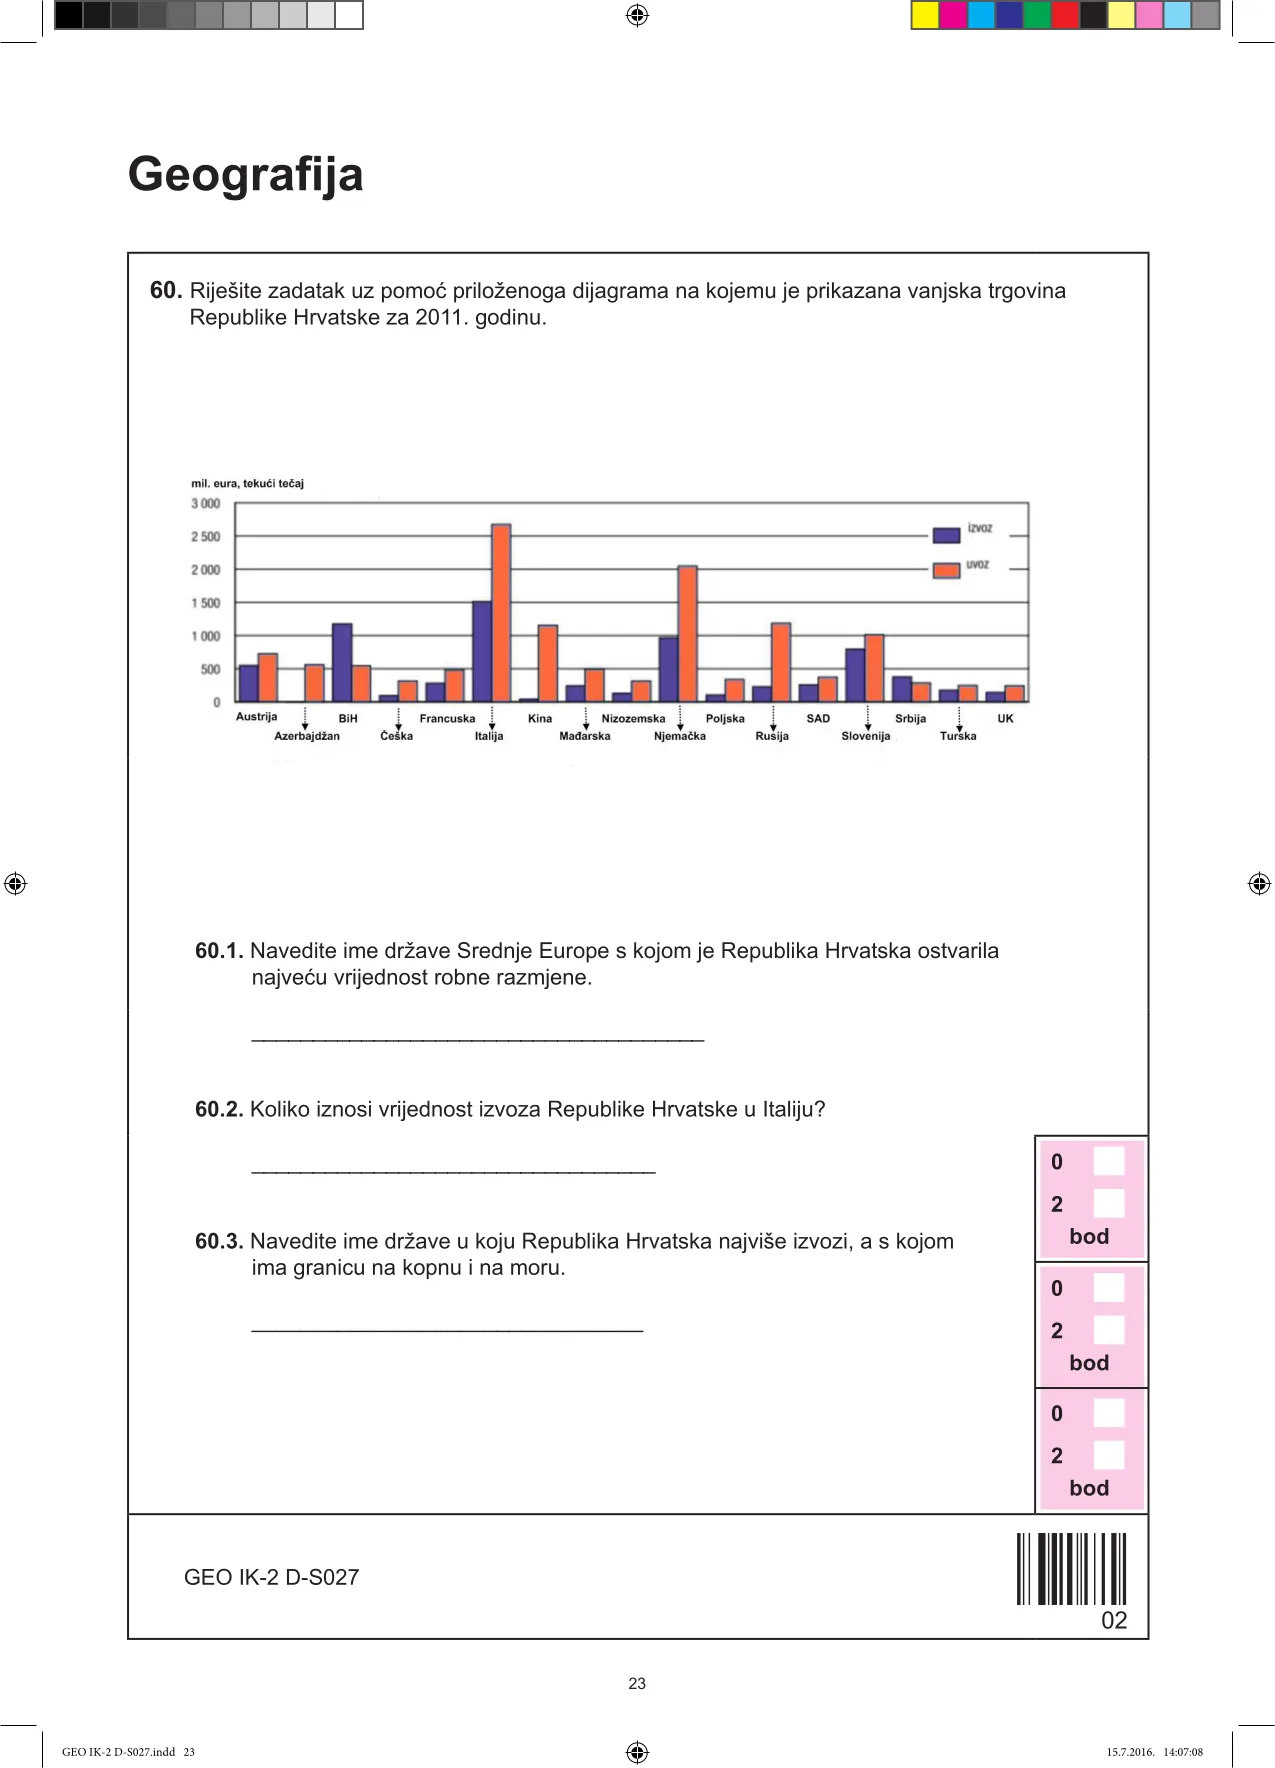 Geografija
60. Riješite zadatak uz pomoć priloženoga dijagrama na kojemu je prikazana vanjska trgovina
Republike Hrvatske za 2011. godinu.
mil. eura, tekući tečaj
3 000
2 500
2 000
1 500
1 000
500
0
izvoz
uvoz
Austrija BiH Francuska Kina Nizozemska Poljska SAD Srbija UK
Azerbajdžan Češka Italija Mađarska Njemačka Rusija Slovenija Turska
60.1. Navedite ime države Srednje Europe s kojom je Republika Hrvatska ostvarila
najveću vrijednost robne razmjene.
60.2. Koliko iznosi vrijednost izvoza Republike Hrvatske u Italiju?
60.3. Navedite ime države u koju Republika Hrvatska najviše izvozi, a s kojom
ima granicu na kopnu i na moru.
0
2
bod
0
2
bod
0
2
bod
GEO IK-2 D-S027
02
23
GEO IK-2 D-S027.indd 23
15.7.2016. 14:07:08